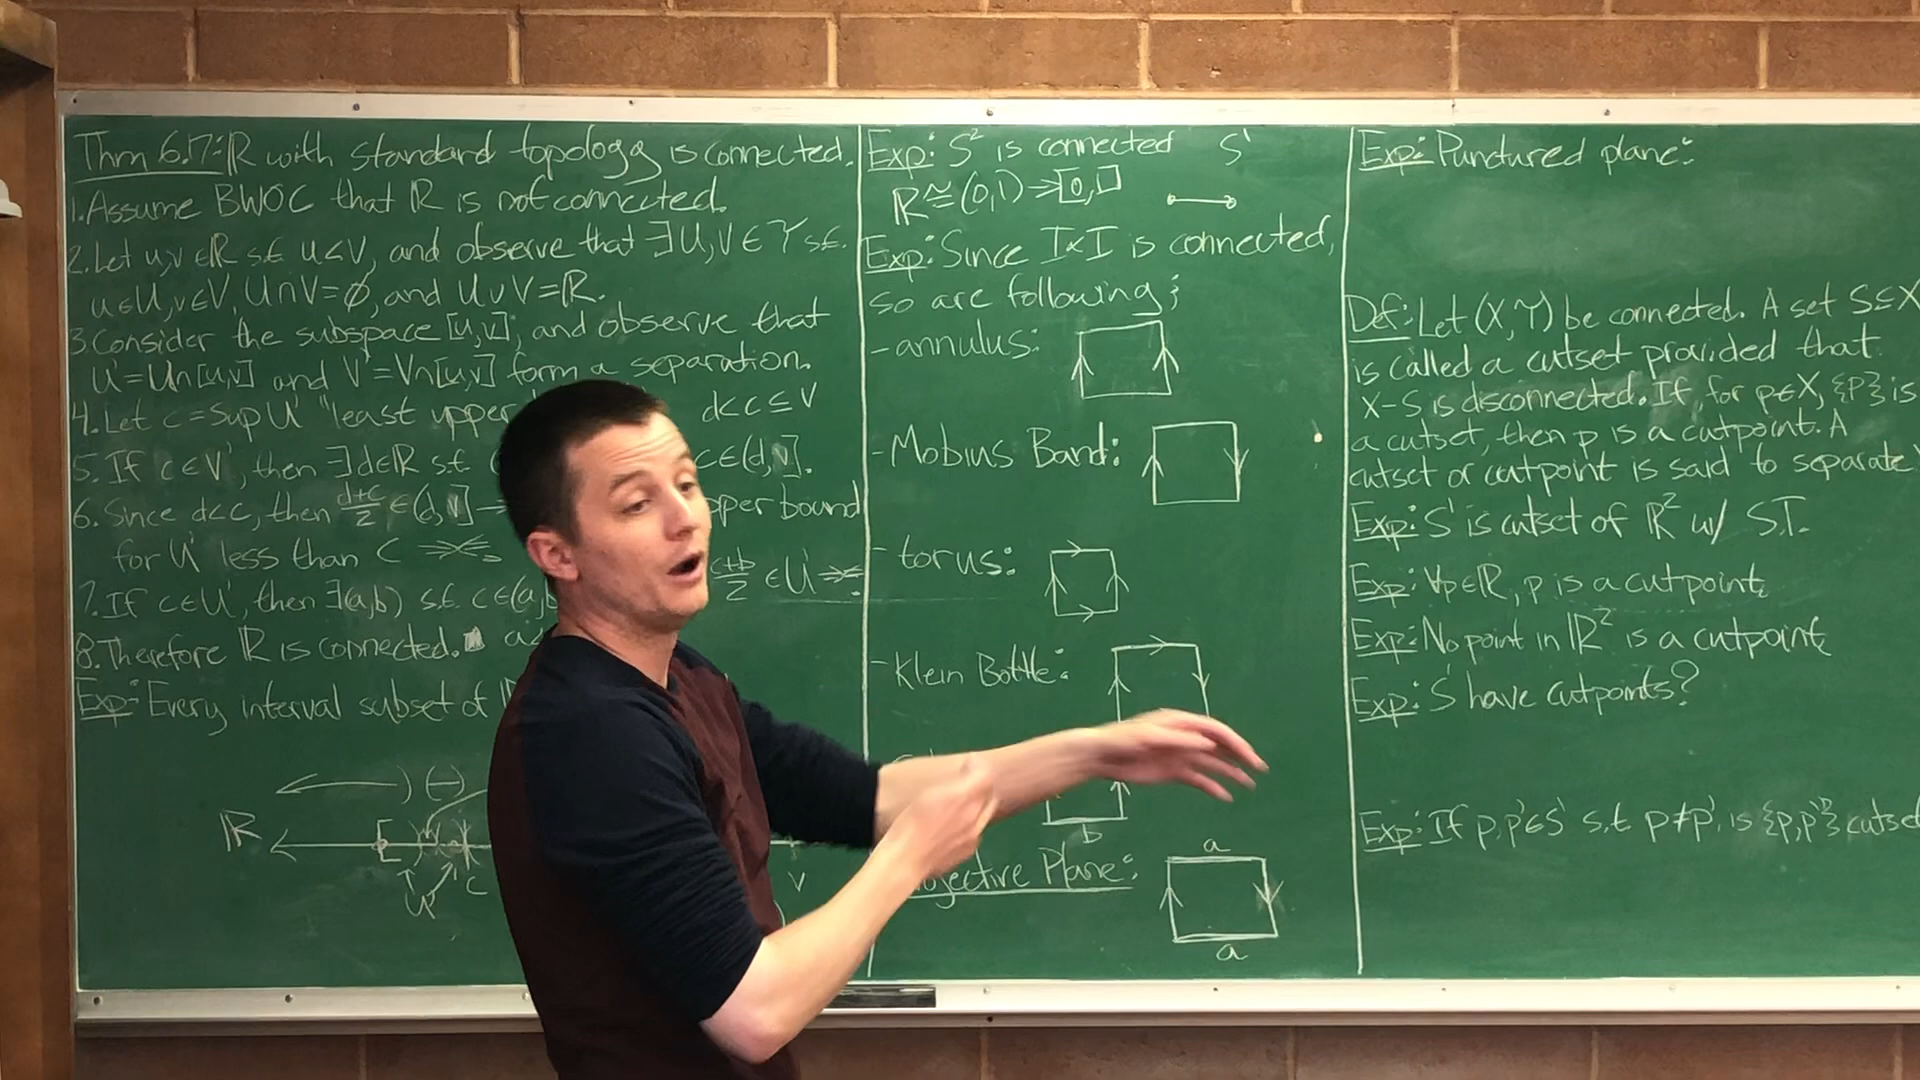 Thm 6.7: ℝ with standard topology is connected.
1. Assume BWOC that ℝ is not connected.
2. Let u,v ∈ ℝ s.t. u<v, and observe that ∃U,V ∈ 𝒯 s.t.
u∈U, v∈V, U∩V=∅, and U∪V=ℝ.
3. Consider the subspace [u,v], and observe that
U'=U∩[u,v] and V'=V∩[u,v] form a separation.
4. Let c = sup U' "least upper d<c≤v
5. If c∈V', then ∃d∈ℝ s.t. c∈(d,v].
6. Since d<c, then d+c/2 ∈(d,v] → upper bound
for U' less than c
7. If c∈U', then ∃(a,b) s.t. c∈(a,b c+b/2 ∈U'
8. Therefore ℝ is connected. a<
Exp: Every interval subset of
) (–)
ℝ [ ) ( )
U' c v
Exp: S² is connected S¹
ℝ≅(0,1)⇒[0,1]
Exp: Since I×I is connected,
so are following:
- annulus:
- Mobius Band:
- torus:
- Klein Bottle:
b
ojective Plane:
a
a
Exp: Punctured plane:
Def: Let (X,𝒯) be connected. A set S⊆X
is called a cutset provided that
X-S is disconnected. If, for p∈X, {p} is
a cutset, then p is a cutpoint. A
cutset or cutpoint is said to separate
Exp: S¹ is cutset of ℝ² w/ S.T.
Exp: ∀p∈ℝ, p is a cutpoint
Exp: No point in ℝ² is a cutpoint
Exp: S¹ have cutpoints?
Exp: If p,p'∈S¹ s.t p≠p', is {p,p'} cutset